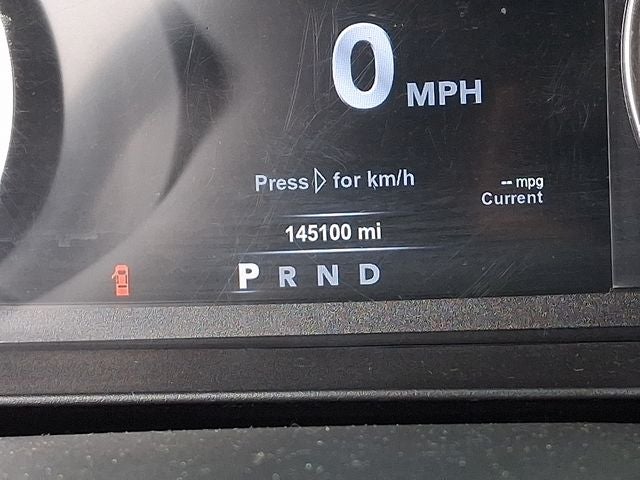 0 MPH
Press ▷ for km/h
-- mpg
Current
145100 mi
P R N D